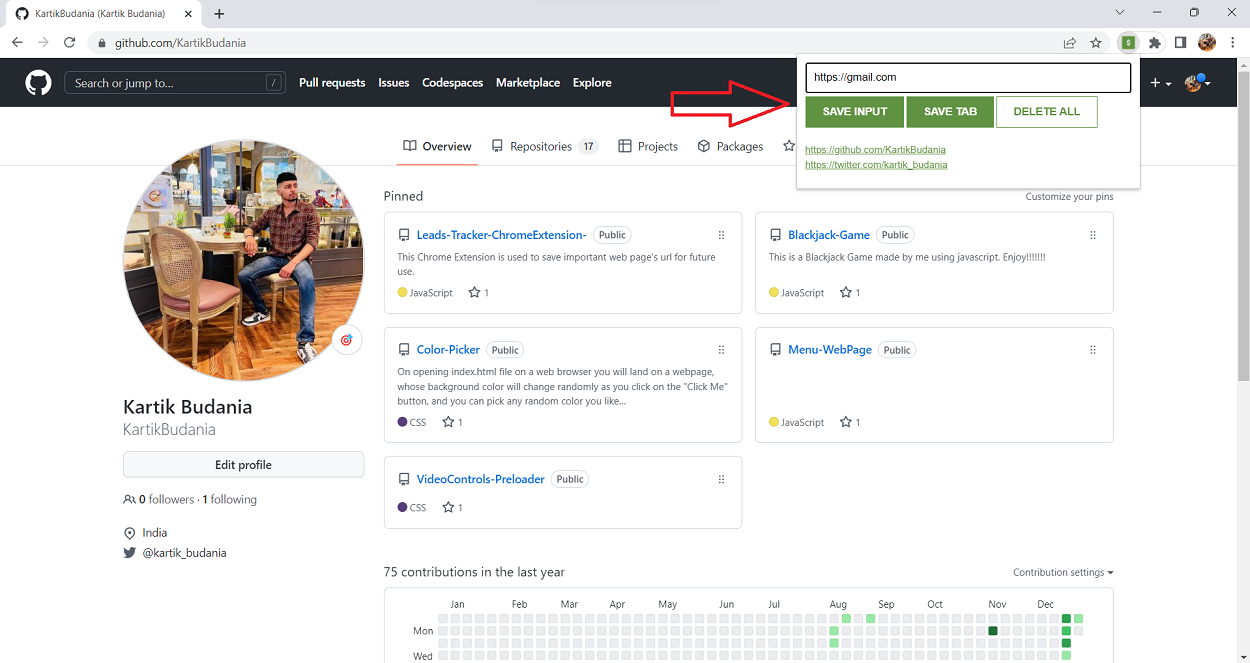 KartikBudania (Kartik Budania)
github.com/KartikBudania
Search or jump to... /
Pull requests Issues Codespaces Marketplace Explore
https://gmail.com
SAVE INPUT SAVE TAB DELETE ALL
https://github.com/KartikBudania
https://twitter.com/kartik_budania
Overview Repositories 17 Projects Packages
Pinned
Customize your pins
Leads-Tracker-ChromeExtension- Public
This Chrome Extension is used to save important web page's url for future
use.
JavaScript 1
Blackjack-Game Public
This is a Blackjack Game made by me using javascript. Enjoy!!!!!!!
JavaScript 1
Color-Picker Public
On opening index.html file on a web browser you will land on a webpage,
whose background color will change randomly as you click on the "Click Me"
button, and you can pick any random color you like...
CSS 1
Menu-WebPage Public
JavaScript 1
VideoControls-Preloader Public
CSS 1
Kartik Budania
KartikBudania
Edit profile
0 followers · 1 following
India
@kartik_budania
75 contributions in the last year
Contribution settings
Jan Feb Mar Apr May Jun Jul Aug Sep Oct Nov Dec
Mon
Wed